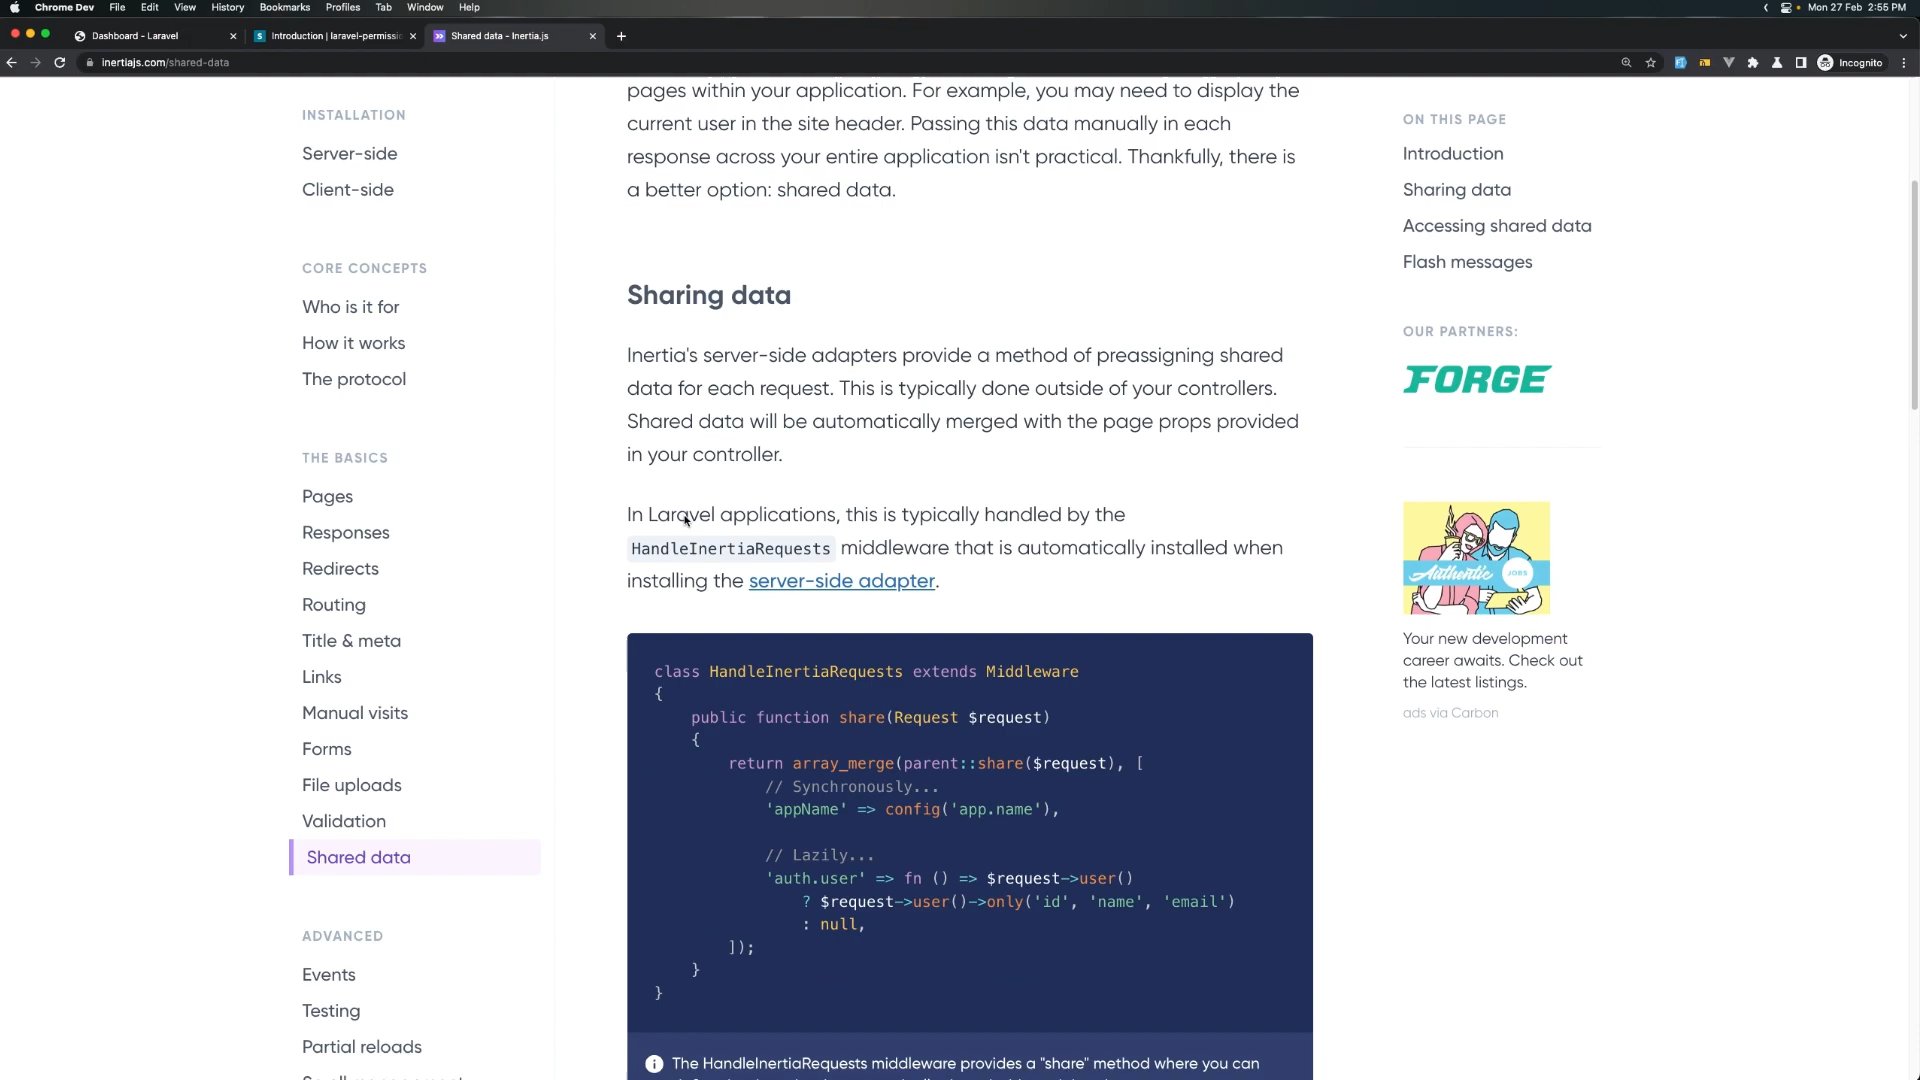 Chrome Dev File Edit View History Bookmarks Profiles Tab Window Help
Mon 27 Feb 2:55 PM
Dashboard - Laravel
Introduction | laravel-permissio
Shared data - Inertia.js
inertiajs.com/shared-data
Incognito
INSTALLATION
Server-side
Client-side
CORE CONCEPTS
Who is it for
How it works
The protocol
THE BASICS
Pages
Responses
Redirects
Routing
Title & meta
Links
Manual visits
Forms
File uploads
Validation
Shared data
ADVANCED
Events
Testing
Partial reloads
pages within your application. For example, you may need to display the
current user in the site header. Passing this data manually in each
response across your entire application isn't practical. Thankfully, there is
a better option: shared data.
Sharing data
Inertia's server-side adapters provide a method of preassigning shared
data for each request. This is typically done outside of your controllers.
Shared data will be automatically merged with the page props provided
in your controller.
In Laravel applications, this is typically handled by the
HandleInertiaRequests middleware that is automatically installed when
installing the server-side adapter.
class HandleInertiaRequests extends Middleware
{
public function share(Request $request)
{
return array_merge(parent::share($request), [
// Synchronously...
'appName' => config('app.name'),
// Lazily...
'auth.user' => fn () => $request->user()
? $request->user()->only('id', 'name', 'email')
: null,
]);
}
}
The HandleInertiaRequests middleware provides a "share" method where you can
ON THIS PAGE
Introduction
Sharing data
Accessing shared data
Flash messages
OUR PARTNERS:
FORGE
Authentic JOBS
Your new development
career awaits. Check out
the latest listings.
ads via Carbon